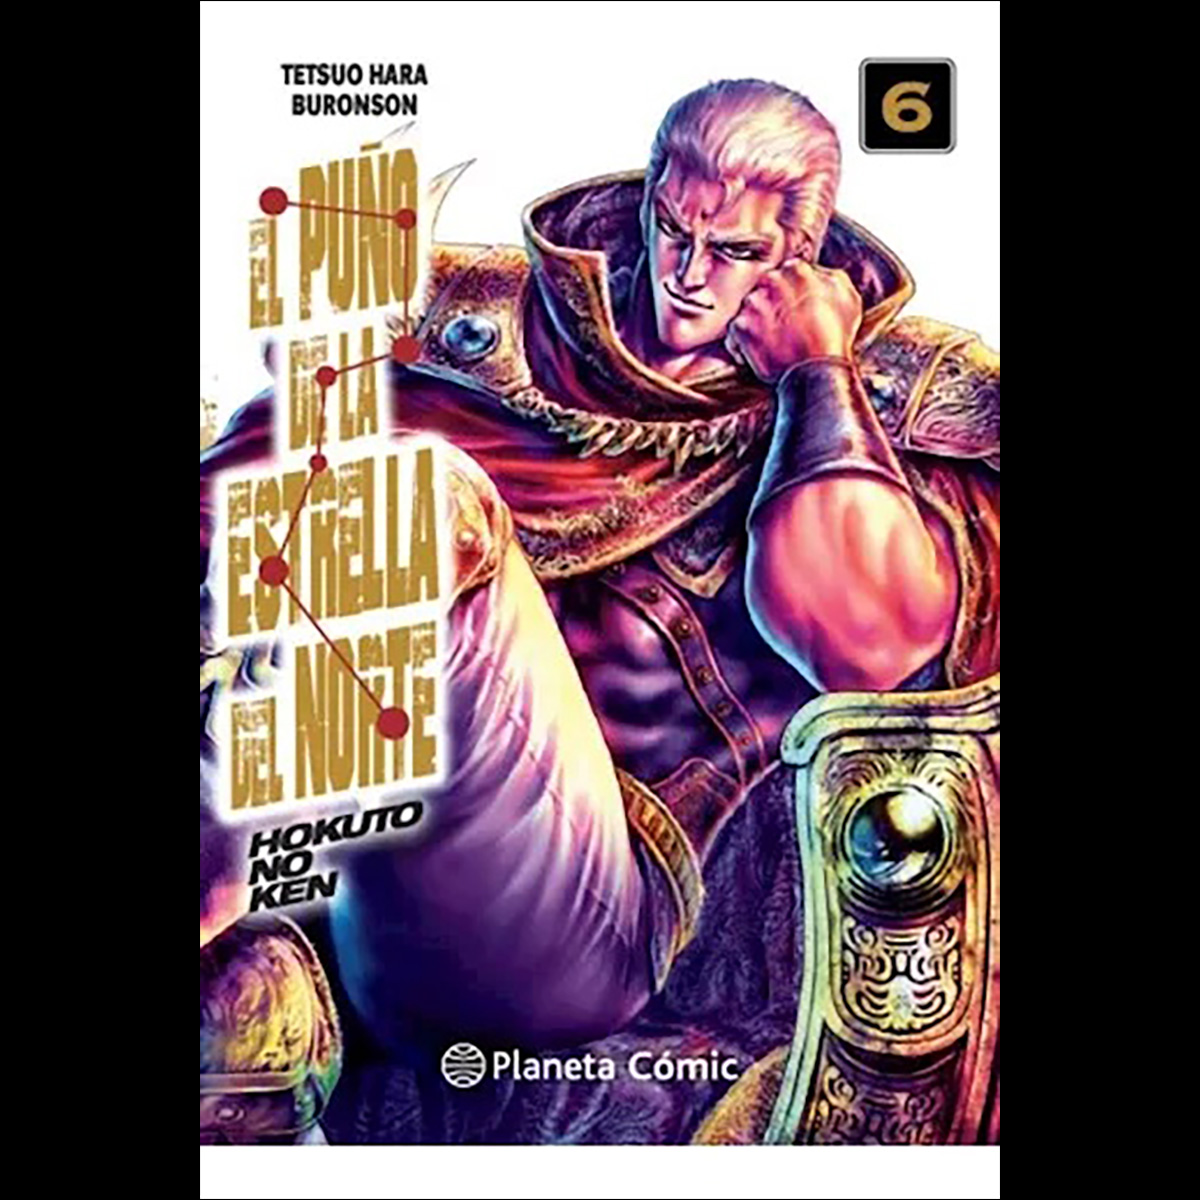 TETSUO HARA
BURONSON
6
EL PUÑO
DE LA
ESTRELLA
DEL NORTE
HOKUTO
NO
KEN
Planeta Cómic